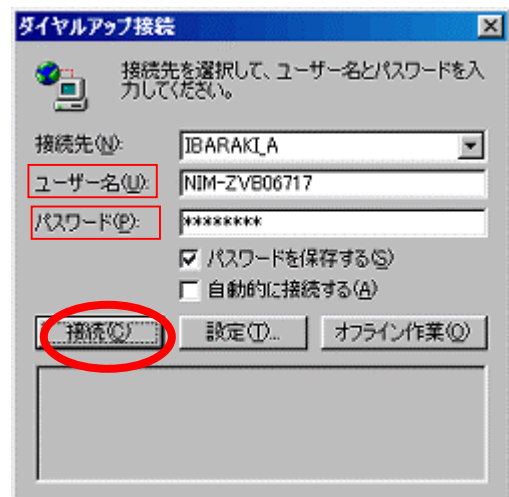 ダイヤルアップ接続
接続先を選択して、ユーザー名とパスワードを入
力してください。
接続先(N):
IBARAKI_A
ユーザー名(U):
NIM-ZVB06717
パスワード(P):
********
パスワードを保存する(S)
自動的に接続する(A)
接続(C)
設定(T)...
オフライン作業(O)